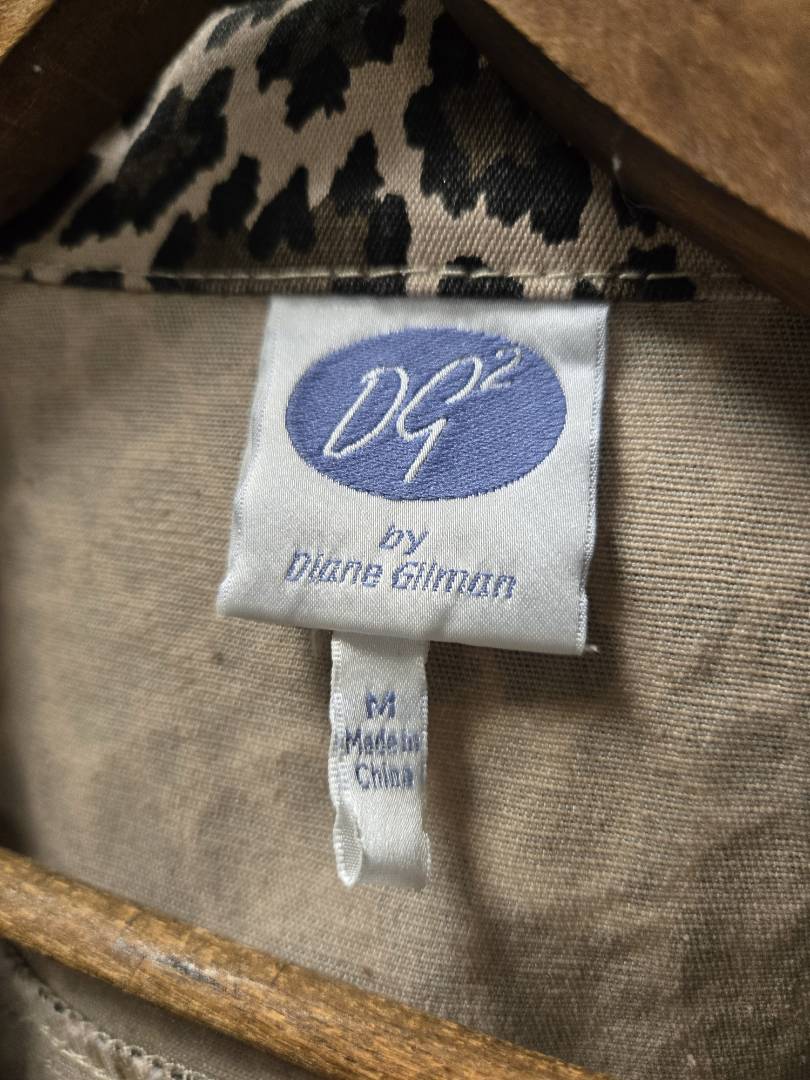 DG²
by
Diane Gilman
M
Made in
China